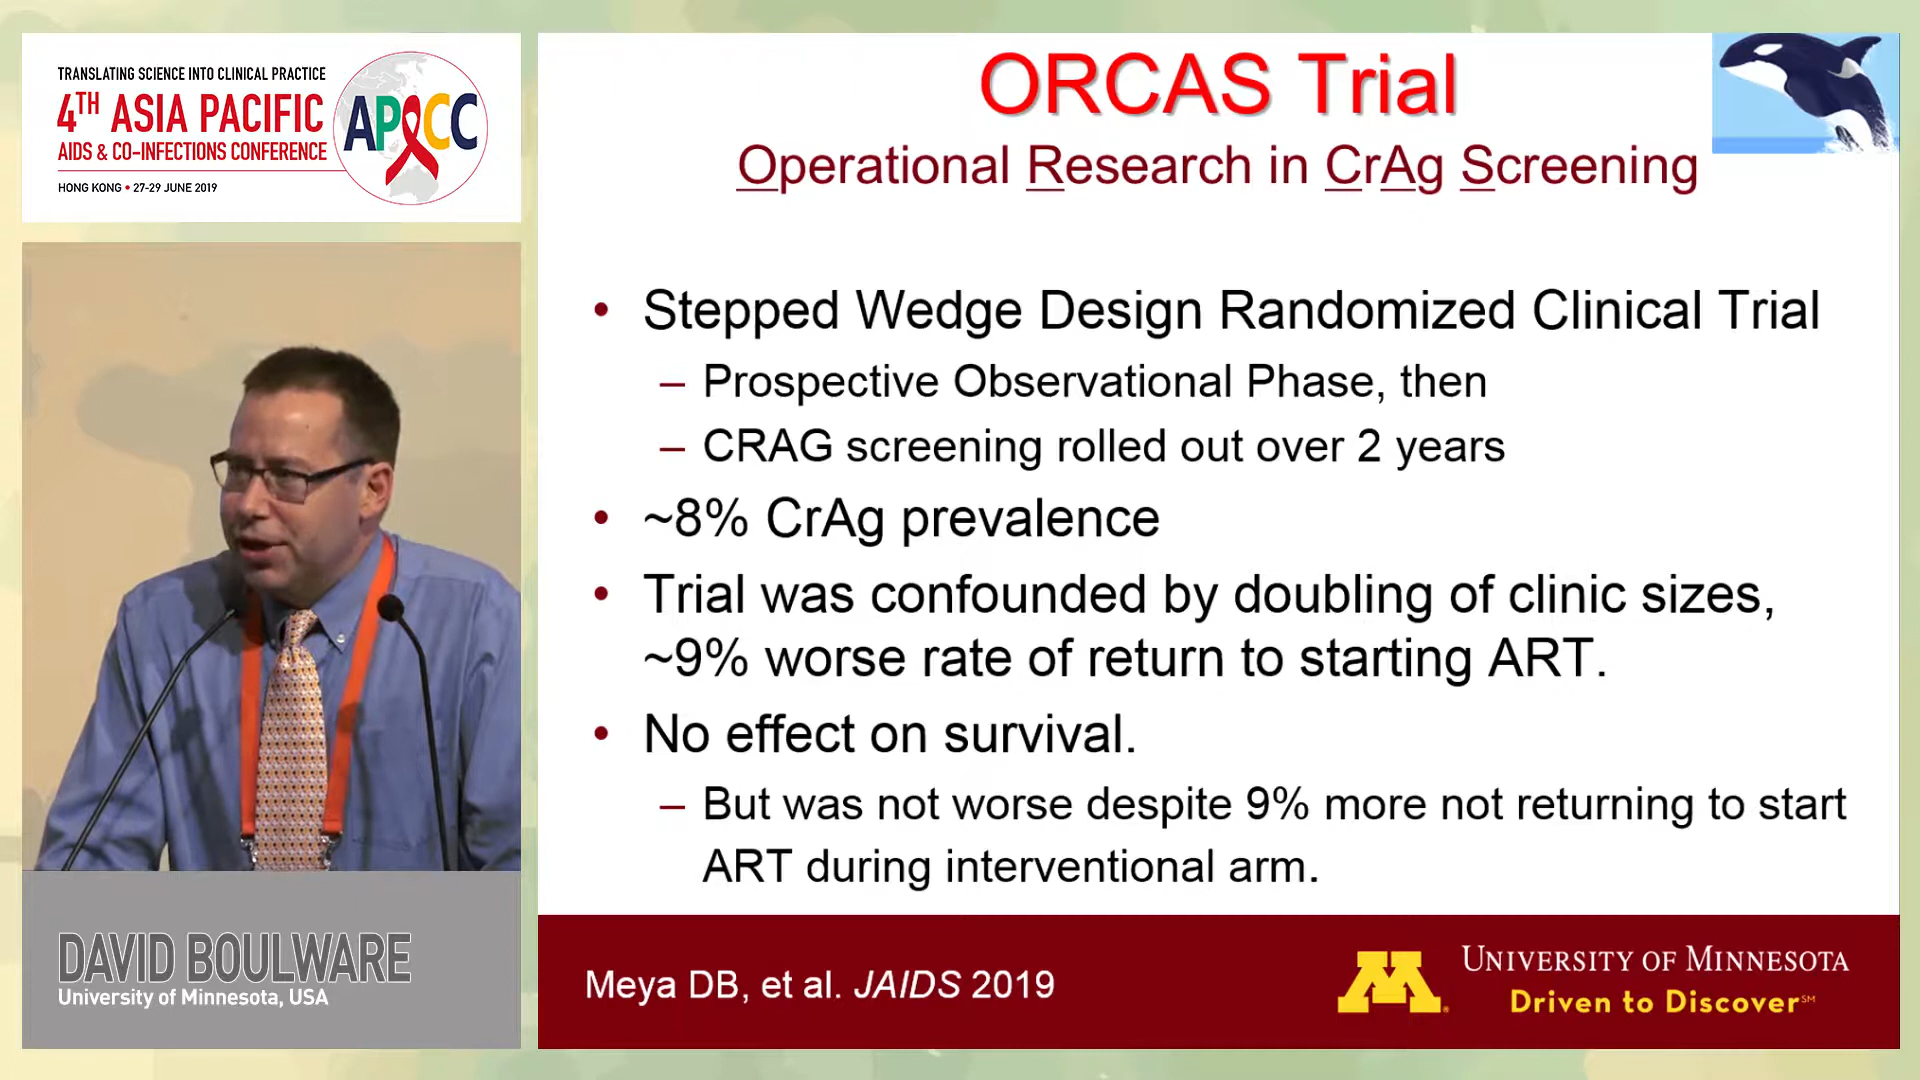 TRANSLATING SCIENCE INTO CLINICAL PRACTICE
4TH ASIA PACIFIC
AIDS & CO-INFECTIONS CONFERENCE
HONG KONG • 27-29 JUNE 2019
APACC
ORCAS Trial
Operational Research in CrAg Screening
• Stepped Wedge Design Randomized Clinical Trial
– Prospective Observational Phase, then
– CRAG screening rolled out over 2 years
• ~8% CrAg prevalence
• Trial was confounded by doubling of clinic sizes,
~9% worse rate of return to starting ART.
• No effect on survival.
– But was not worse despite 9% more not returning to start
ART during interventional arm.
DAVID BOULWARE
University of Minnesota, USA
Meya DB, et al. JAIDS 2019
M
UNIVERSITY OF MINNESOTA
Driven to Discover℠